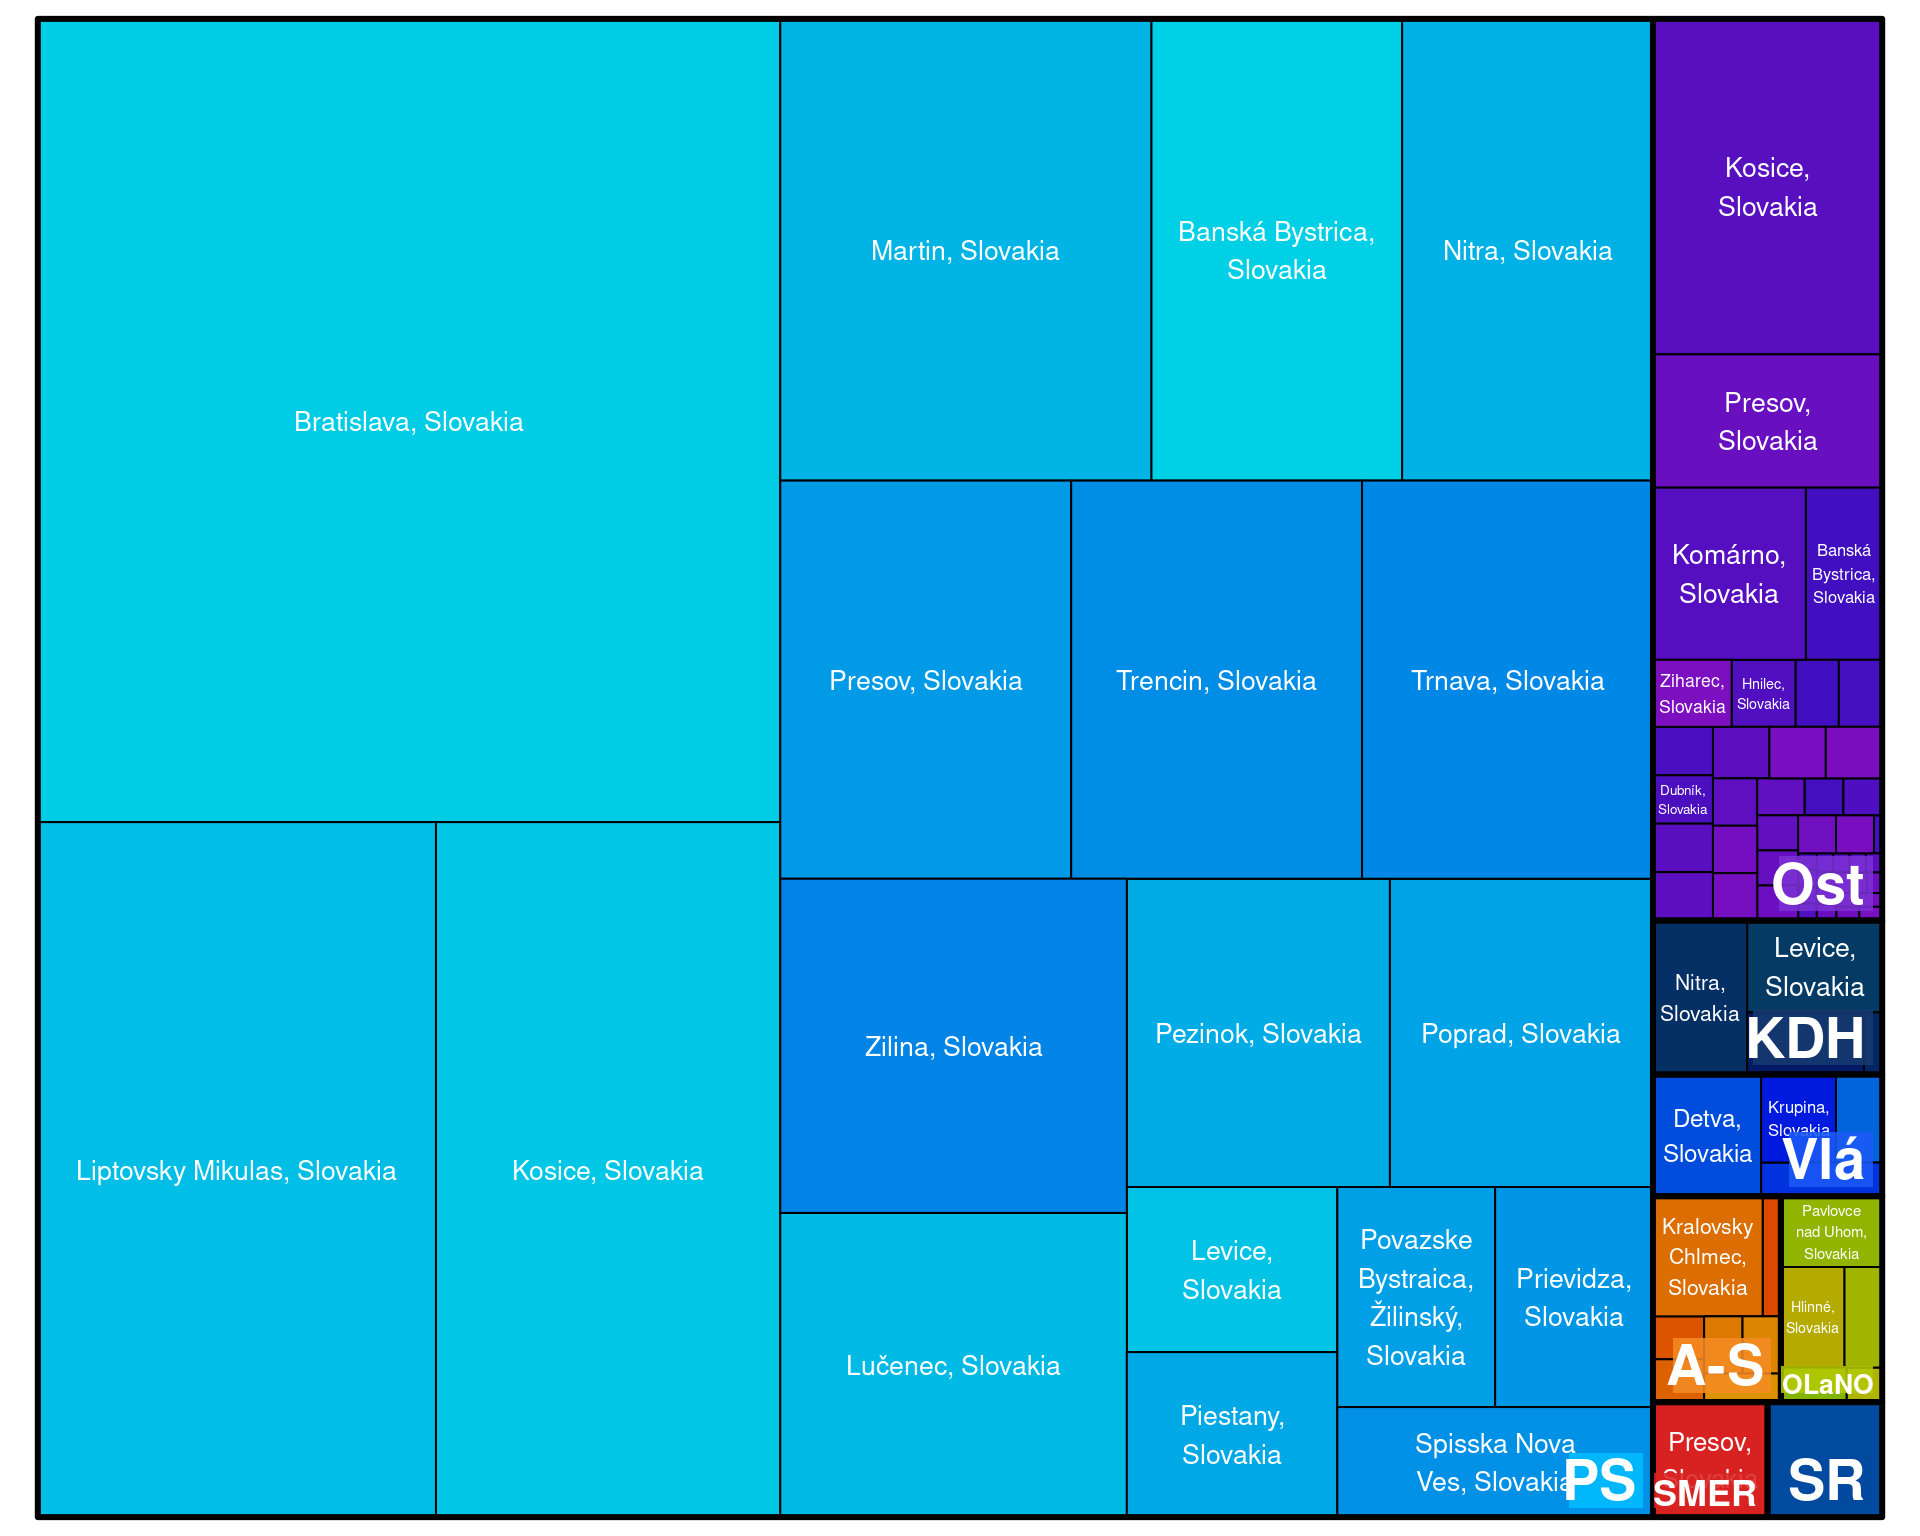 Bratislava, Slovakia
Martin, Slovakia
Banská Bystrica,
Slovakia
Nitra, Slovakia
Presov, Slovakia
Trencin, Slovakia
Trnava, Slovakia
Liptovsky Mikulas, Slovakia
Kosice, Slovakia
Zilina, Slovakia
Pezinok, Slovakia
Poprad, Slovakia
Lučenec, Slovakia
Levice,
Slovakia
Piestany,
Slovakia
Povazske
Bystraica,
Žilinský,
Slovakia
Prievidza,
Slovakia
Spisska Nova
Ves, Slovakia
PS
Kosice,
Slovakia
Presov,
Slovakia
Komárno,
Slovakia
Banská
Bystrica,
Slovakia
Ziharec,
Slovakia
Hnilec,
Slovakia
Dubník,
Slovakia
Ost
Nitra,
Slovakia
Levice,
Slovakia
KDH
Detva,
Slovakia
Krupina,
Slovakia
Vlá
Kralovsky
Chlmec,
Slovakia
A-S
Pavlovce
nad Uhom,
Slovakia
Hlinné,
Slovakia
OLaNO
Presov,
Slovakia
SMER
SR